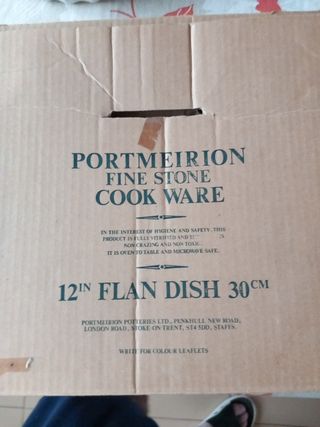 PORTMEIRION
FINE STONE
COOK WARE
IN THE INTEREST OF HYGIENE AND SAFETY, THIS
PRODUCT IS FULLY VITRIFIED AND
NON CRAZING AND NON TOXIC.
IT IS OVEN TO TABLE AND MICROWAVE SAFE.
12IN FLAN DISH 30CM
PORTMEIRION POTTERIES LTD., PENKHULL NEW ROAD,
LONDON ROAD, STOKE ON TRENT, ST4 5DD, STAFFS.
WRITE FOR COLOUR LEAFLETS